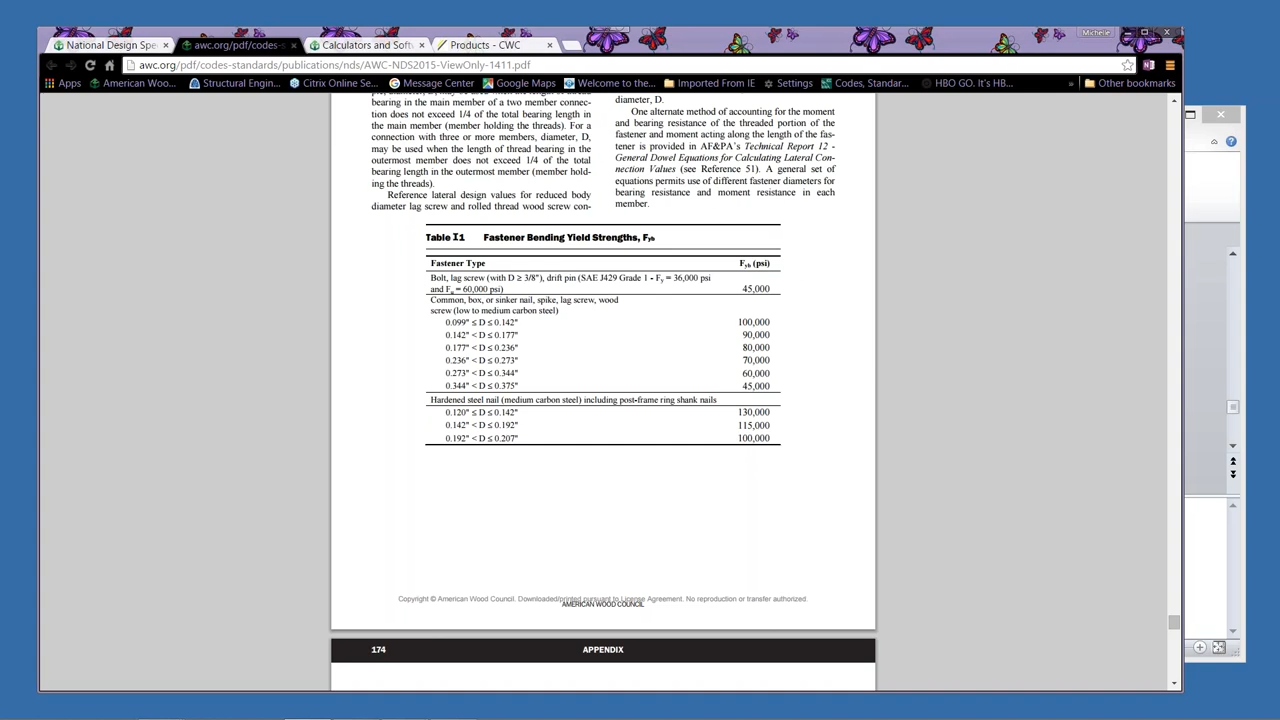 Michelle
National Design Spe
awc.org/pdf/codes-s
Calculators and Softw
Products - CWC
awc.org/pdf/codes-standards/publications/nds/AWC-NDS2015-ViewOnly-1411.pdf
Apps
American Woo...
Structural Engin...
Citrix Online Se...
Message Center
Google Maps
Welcome to the...
Imported From IE
Settings
Codes, Standar...
HBO GO. It's HB...
»
Other bookmarks
bearing in the main member of a two member connec-
tion does not exceed 1/4 of the total bearing length in
the main member (member holding the threads). For a
connection with three or more members, diameter, D,
may be used when the length of thread bearing in the
outermost member does not exceed 1/4 of the total
bearing length in the outermost member (member hold-
ing the threads).
Reference lateral design values for reduced body
diameter lag screw and rolled thread wood screw con-
diameter, D.
One alternate method of accounting for the moment
and bearing resistance of the threaded portion of the
fastener and moment acting along the length of the fas-
tener is provided in AF&PA's Technical Report 12 -
General Dowel Equations for Calculating Lateral Con-
nection Values (see Reference 51). A general set of
equations permits use of different fastener diameters for
bearing resistance and moment resistance in each
member.
Table I1 Fastener Bending Yield Strengths, Fyb
Fastener Type Fyb (psi)
Bolt, lag screw (with D ≥ 3/8"), drift pin (SAE J429 Grade 1 - Fy = 36,000 psi
and Fu = 60,000 psi) 45,000
Common, box, or sinker nail, spike, lag screw, wood
screw (low to medium carbon steel)
0.099" ≤ D ≤ 0.142" 100,000
0.142" < D ≤ 0.177" 90,000
0.177" < D ≤ 0.236" 80,000
0.236" < D ≤ 0.273" 70,000
0.273" < D ≤ 0.344" 60,000
0.344" < D ≤ 0.375" 45,000
Hardened steel nail (medium carbon steel) including post-frame ring shank nails
0.120" ≤ D ≤ 0.142" 130,000
0.142" < D ≤ 0.192" 115,000
0.192" < D ≤ 0.207" 100,000
Copyright © American Wood Council. Downloaded/printed pursuant to License Agreement. No reproduction or transfer authorized.
AMERICAN WOOD COUNCIL
174 APPENDIX